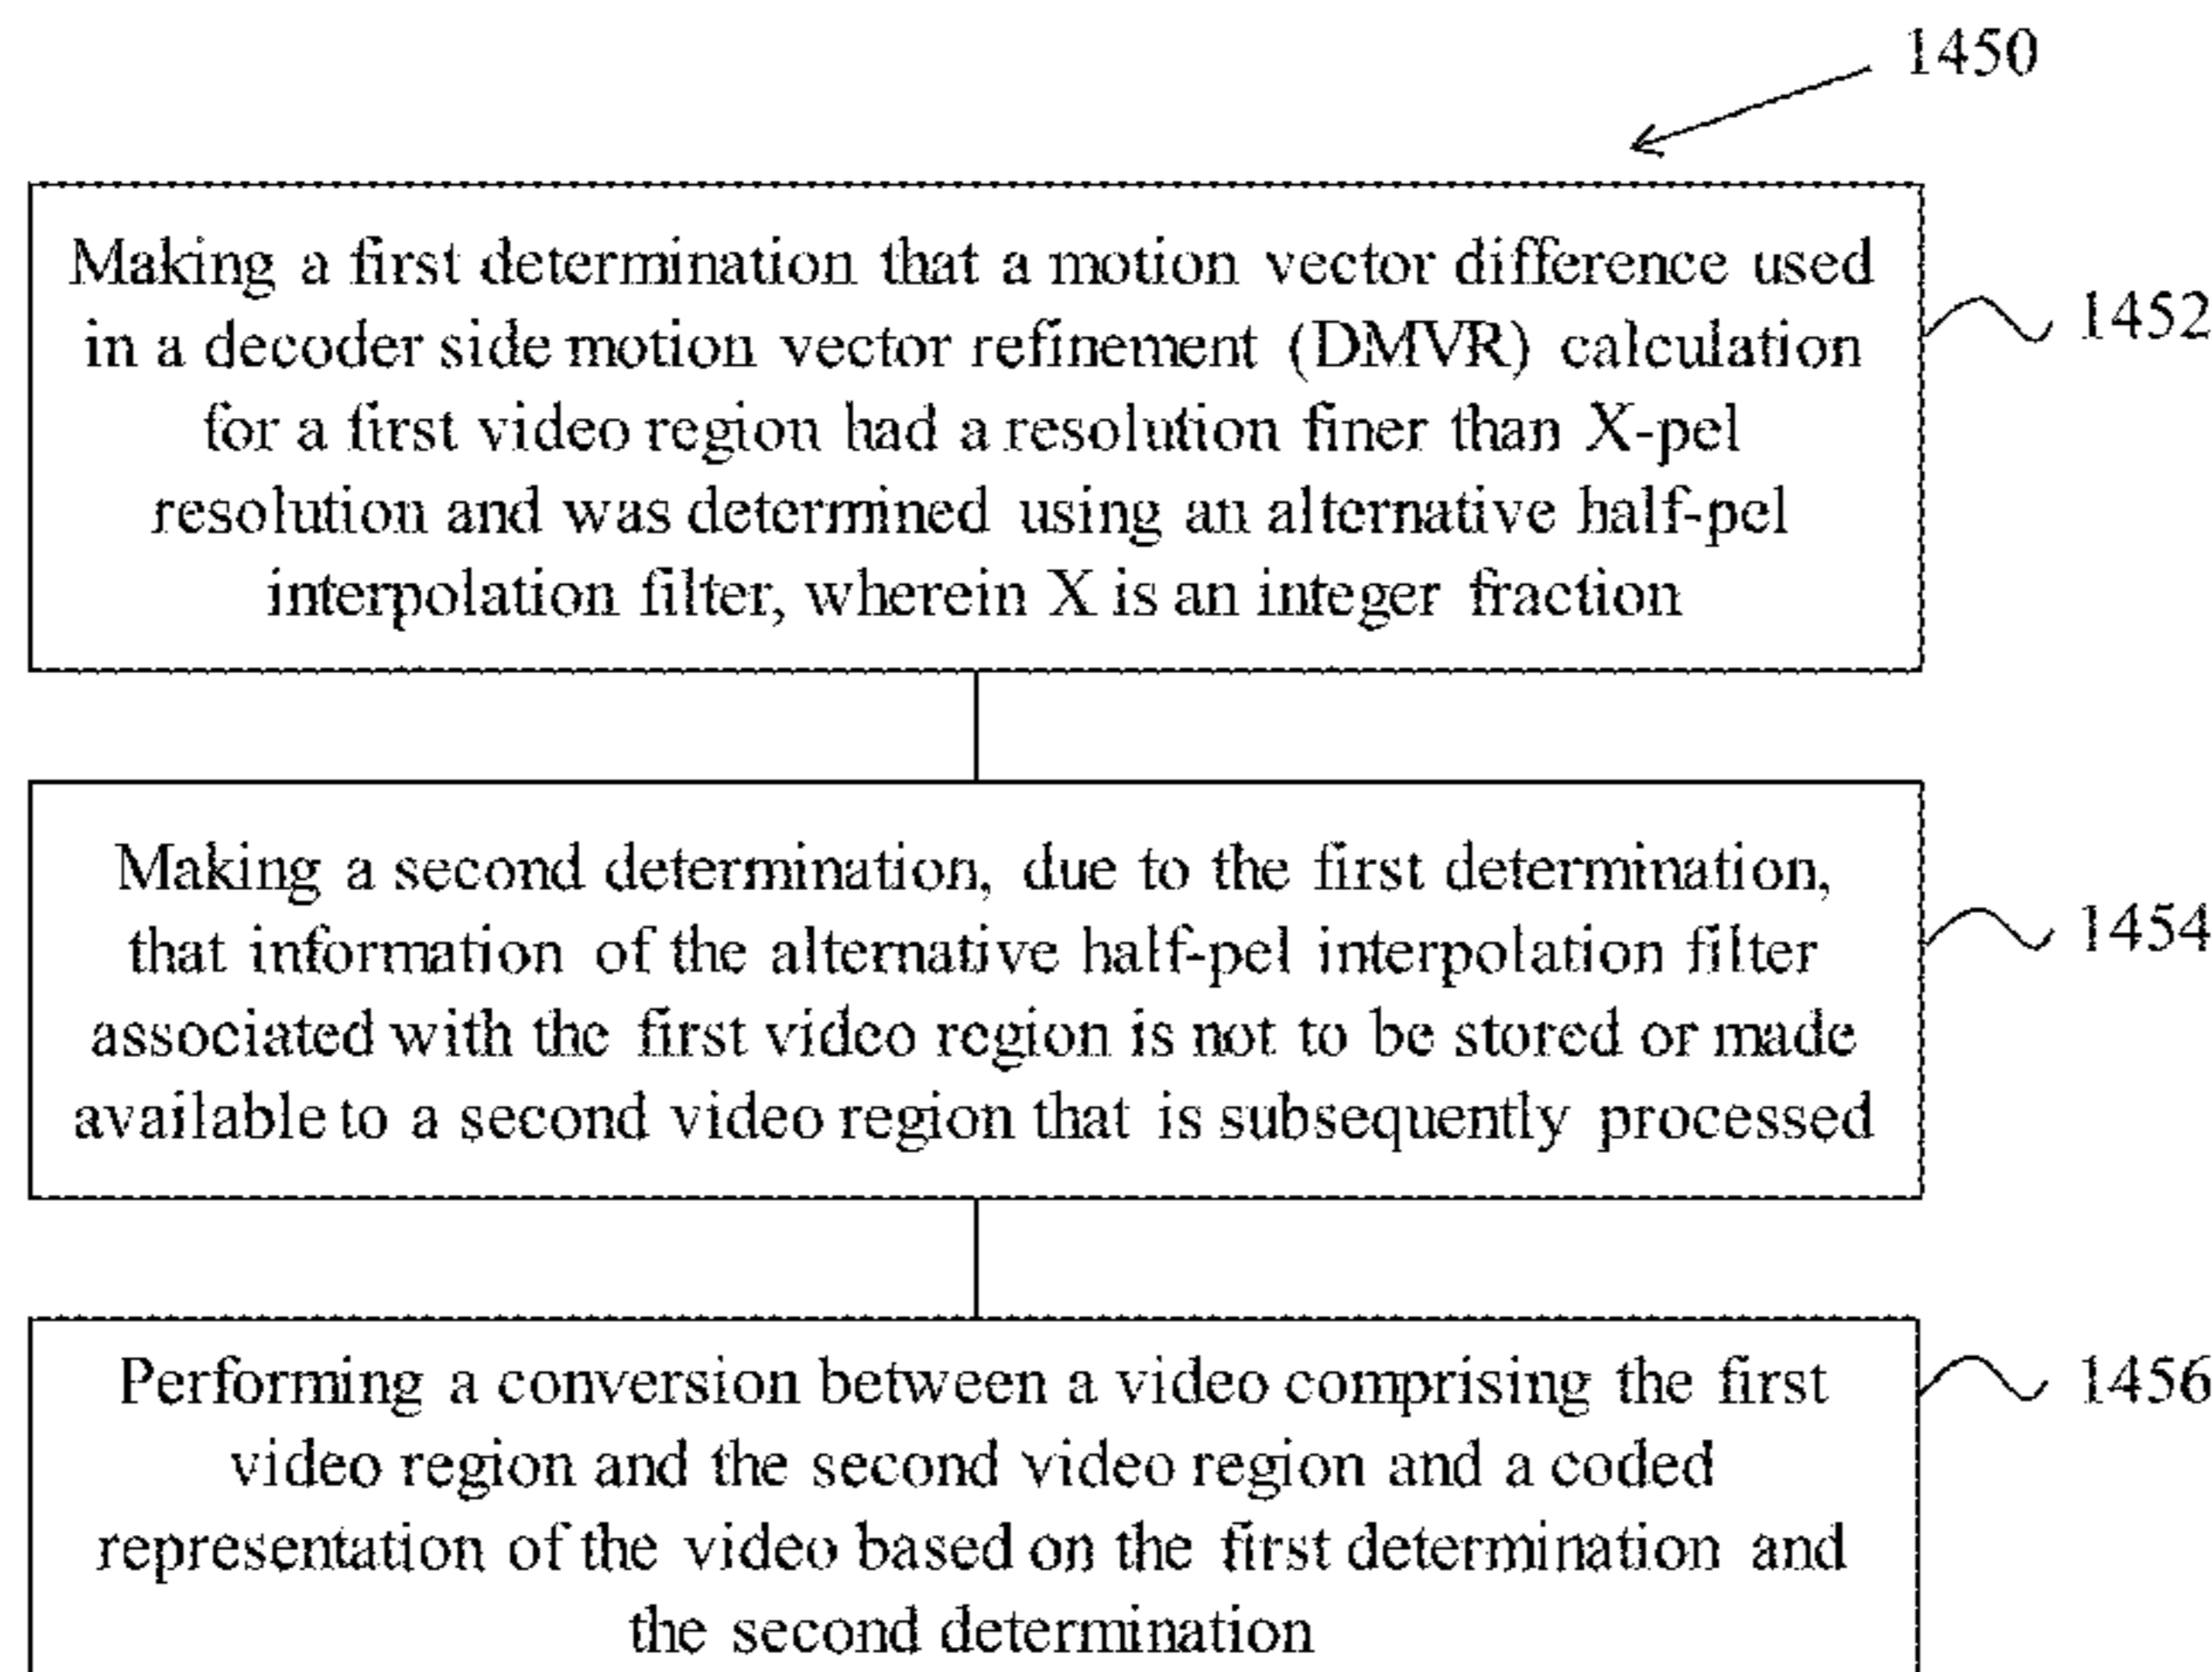 1450
Making a first determination that a motion vector difference used
in a decoder side motion vector refinement (DMVR) calculation
for a first video region had a resolution finer than X-pel
resolution and was determined using an alternative half-pel
interpolation filter, wherein X is an integer fraction
1452
Making a second determination, due to the first determination,
that information of the alternative half-pel interpolation filter
associated with the first video region is not to be stored or made
available to a second video region that is subsequently processed
1454
Performing a conversion between a video comprising the first
video region and the second video region and a coded
representation of the video based on the first determination and
the second determination
1456